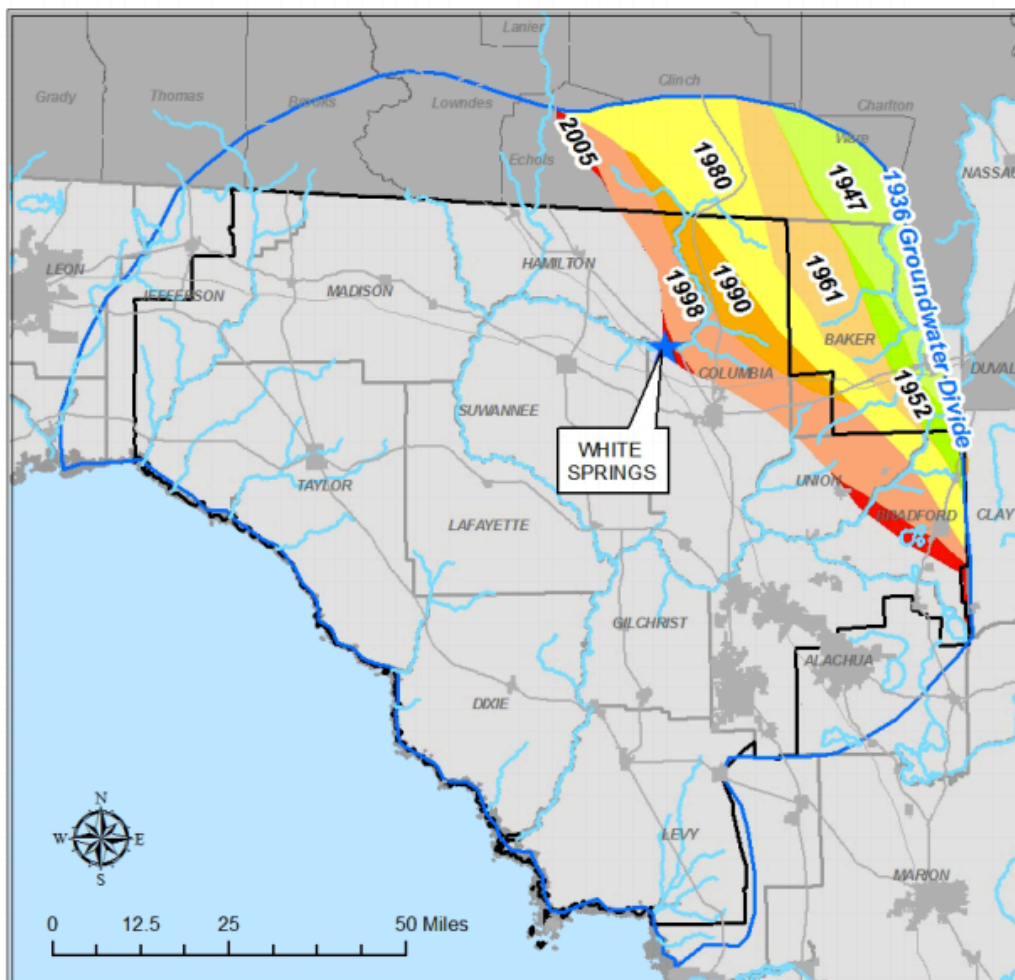 Lanier
Grady
Thomas
Brooks
Lowndes
Clinch
Charlton
Ware
Echols
2005
1980
1947
1936 Groundwater Divide
NASSAU
LEON
JEFFERSON
MADISON
HAMILTON
1998
1990
1961
BAKER
COLUMBIA
DUVAL
1952
SUWANNEE
WHITE
SPRINGS
TAYLOR
LAFAYETTE
UNION
BRADFORD
CLAY
GILCHRIST
ALACHUA
DIXIE
LEVY
MARION
N
W
E
S
0
12.5
25
50 Miles